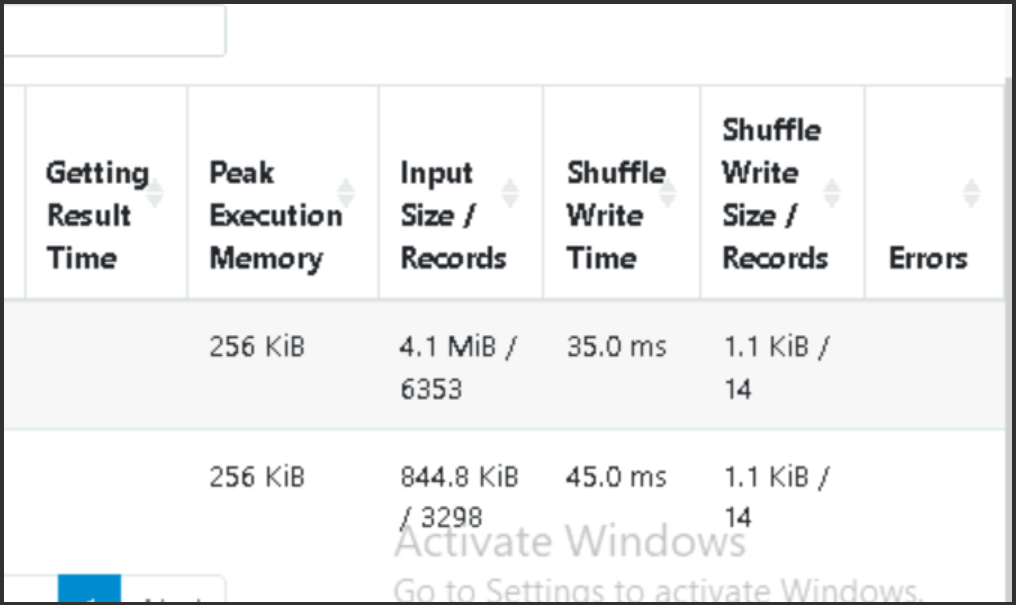 Getting Result Time
Peak Execution Memory
Input Size / Records
Shuffle Write Time
Shuffle Write Size / Records
Errors
256 KiB
4.1 MiB / 6353
35.0 ms
1.1 KiB / 14
256 KiB
844.8 KiB / 3298
45.0 ms
1.1 KiB / 14
Activate Windows
Go to Settings to activate Windows.